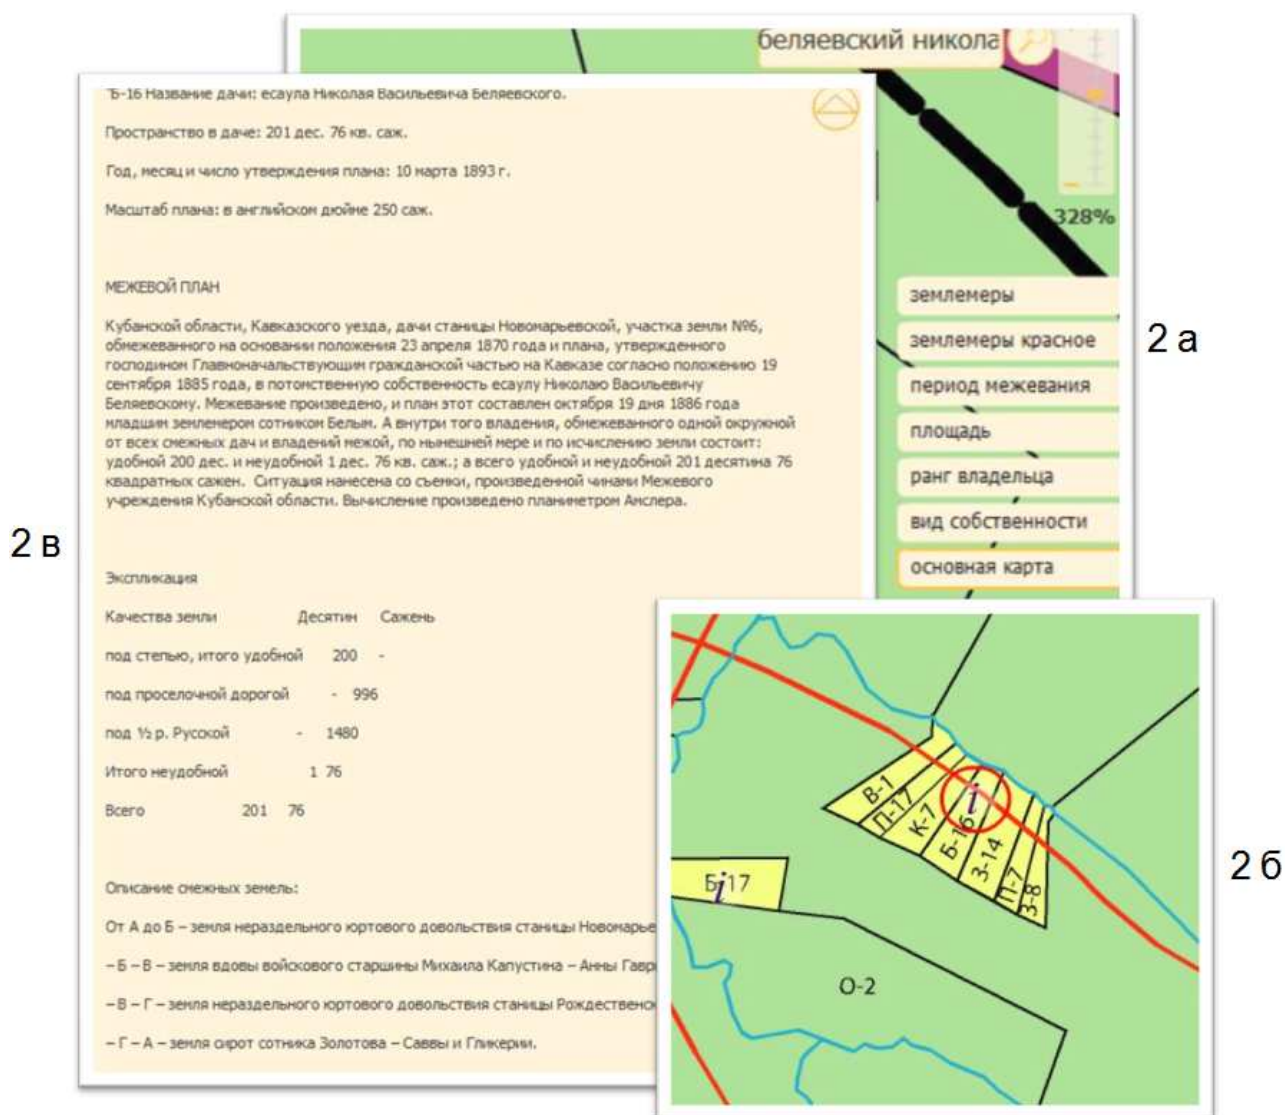 беляевский никола
328%
землемеры
землемеры красное
период межевания
площадь
ранг владельца
вид собственности
основная карта
2 а
Б-16 Название дачи: есаула Николая Васильевича Беляевского.
Пространство в даче: 201 дес. 76 кв. саж.
Год, месяц и число утверждения плана: 10 марта 1893 г.
Масштаб плана: в английском дюйме 250 саж.
МЕЖЕВОЙ ПЛАН
Кубанской области, Кавказского уезда, дачи станицы Новомарьевской, участка земли №6,
обмежеванного на основании положения 23 апреля 1870 года и плана, утвержденного
господином Главноначальствующим гражданской частью на Кавказе согласно положению 19
сентября 1885 года, в потомственную собственность есаулу Николаю Васильевичу
Беляевскому. Межевание произведено, и план этот составлен октября 19 дня 1886 года
младшим землемером сотником Белым. А внутри того владения, обмежеванного одной окружной
от всех смежных дач и владений межой, по нынешней мере и по исчислению земли состоит:
удобной 200 дес. и неудобной 1 дес. 76 кв. саж.; а всего удобной и неудобной 201 десятина 76
квадратных сажен. Ситуация нанесена со съемки, произведенной чинами Межевого
учреждения Кубанской области. Вычисление произведено планиметром Амслера.
2 в
Экспликация
Качества земли Десятин Сажень
под степью, итого удобной 200 -
под проселочной дорогой - 996
под ½ р. Русской - 1480
Итого неудобной 1 76
Всего 201 76
Описание смежных земель:
От А до Б – земля нераздельного юртового довольствия станицы Новомарье
– Б – В – земля вдовы войскового старшины Михаила Капустина – Анны Гавр
– В – Г – земля нераздельного юртового довольствия станицы Рождественск
– Г – А – земля сирот сотника Золотова – Саввы и Гликерии.
В-1
П-17
К-7
Б-16
i
З-14
П-7
З-8
Б-17
i
О-2
2 б